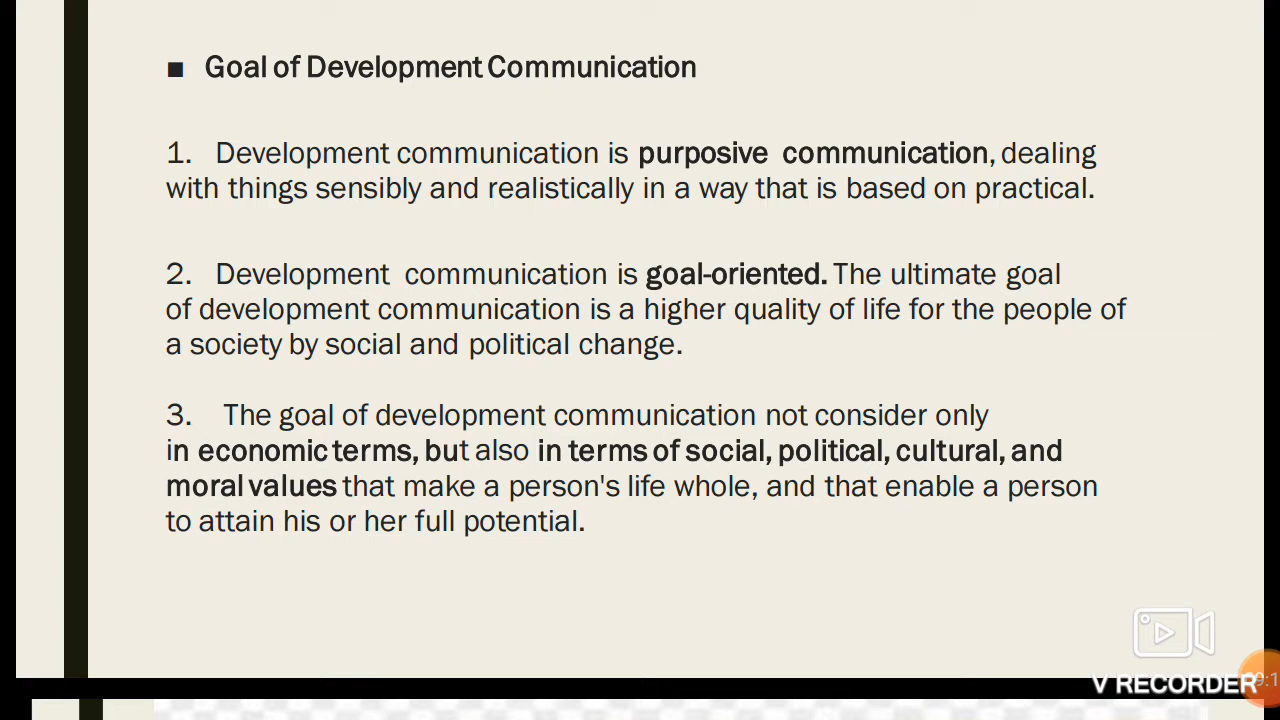 ■ Goal of Development Communication
1. Development communication is purposive communication, dealing
with things sensibly and realistically in a way that is based on practical.
2. Development communication is goal-oriented. The ultimate goal
of development communication is a higher quality of life for the people of
a society by social and political change.
3. The goal of development communication not consider only
in economic terms, but also in terms of social, political, cultural, and
moral values that make a person's life whole, and that enable a person
to attain his or her full potential.
V RECORDER